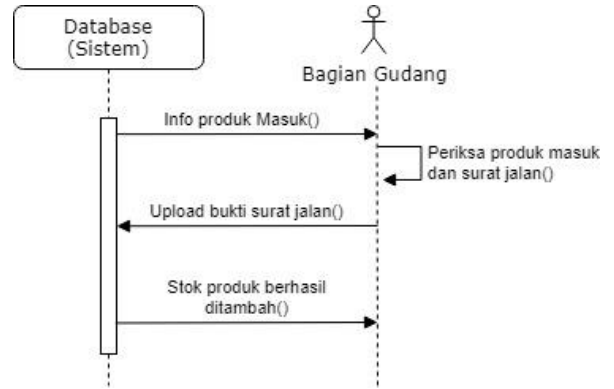 Database
(Sistem)
Bagian Gudang
Info produk Masuk()
Periksa produk masuk
dan surat jalan()
Upload bukti surat jalan()
Stok produk berhasil
ditambah()